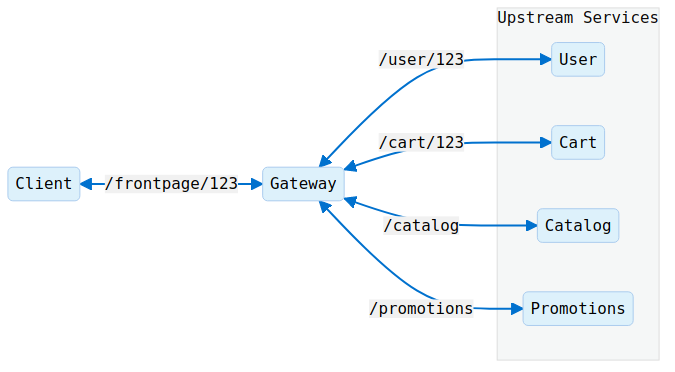 Upstream Services
/user/123
User
/cart/123
Cart
Client
/frontpage/123
Gateway
/catalog
Catalog
/promotions
Promotions